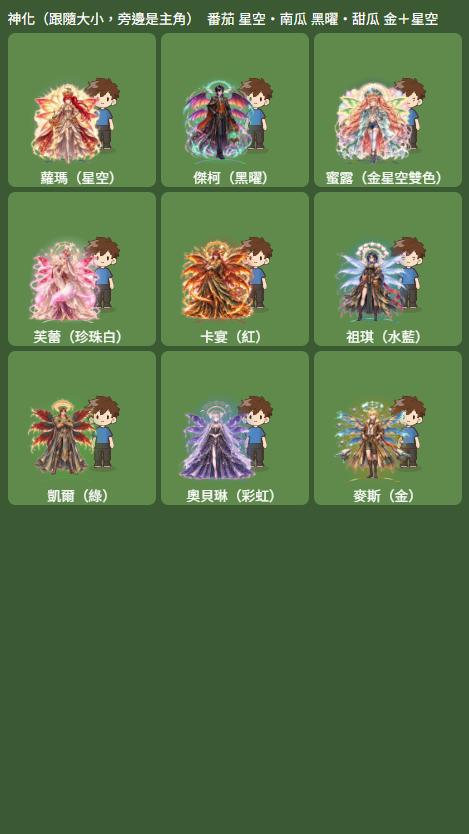 神化（跟隨大小，旁邊是主角） 番茄 星空・南瓜 黑曜・甜瓜 金＋星空
蘿瑪（星空）
傑柯（黑曜）
蜜露（金星空雙色）
芙蕾（珍珠白）
卡宴（紅）
祖琪（水藍）
凱爾（綠）
奧貝琳（彩虹）
麥斯（金）